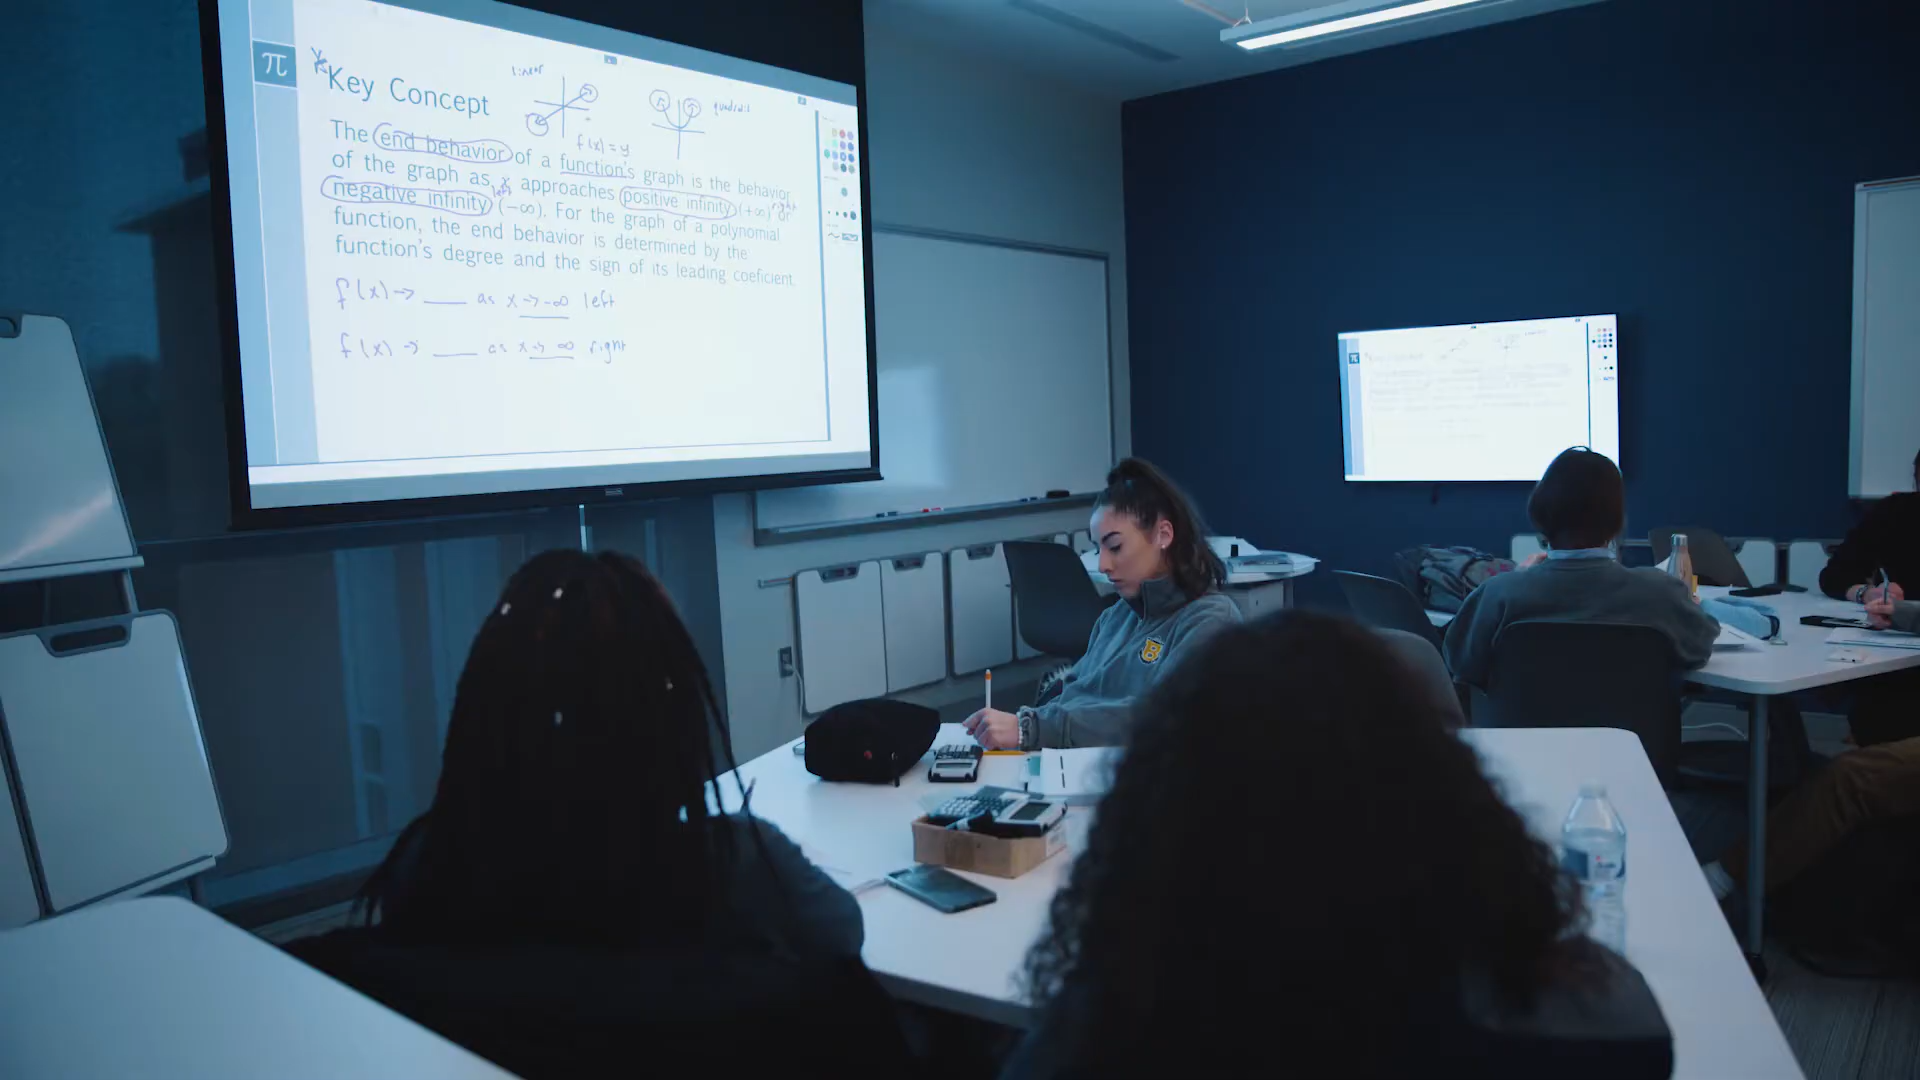 π
Key Concept
linear
quadratic
f(x) = y
The end behavior of a function's graph is the behavior
of the graph as x approaches positive infinity (+∞) or
left
right
negative infinity (−∞). For the graph of a polynomial
function, the end behavior is determined by the
function's degree and the sign of its leading coeficient.
f(x) → ___ as x → -∞ left
f(x) → ___ as x → ∞ right
B